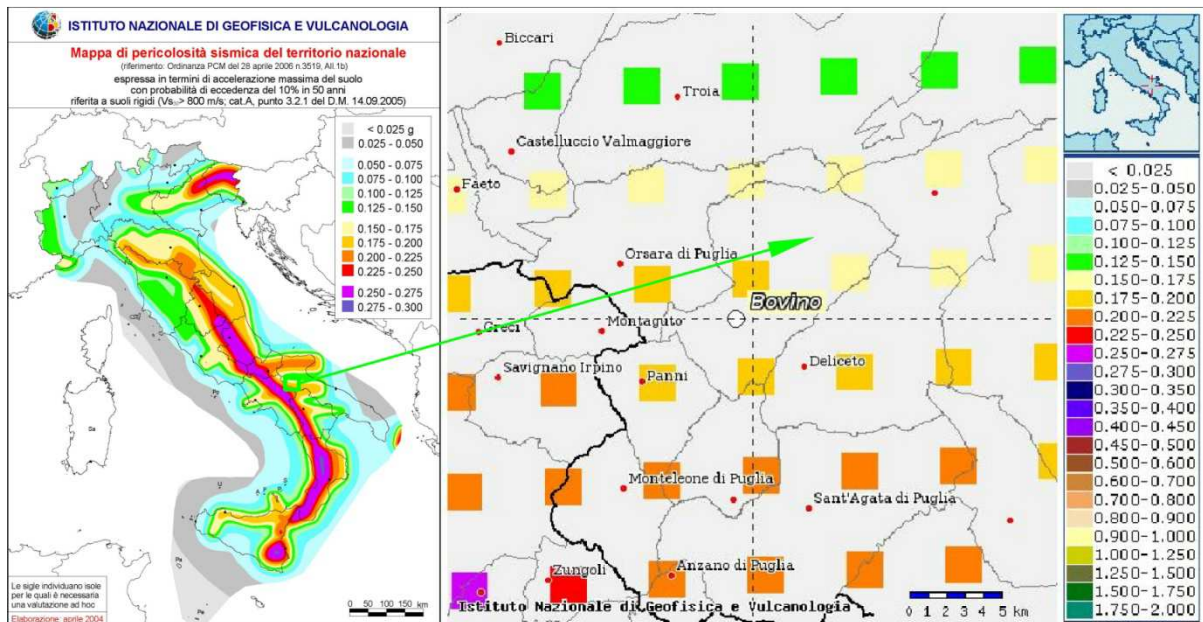 ISTITUTO NAZIONALE DI GEOFISICA E VULCANOLOGIA
Mappa di pericolosità sismica del territorio nazionale
(riferimento: Ordinanza PCM del 28 aprile 2006 n.3519, All.1b)
espressa in termini di accelerazione massima del suolo
con probabilità di eccedenza del 10% in 50 anni
riferita a suoli rigidi (Vs₃₀> 800 m/s; cat.A, punto 3.2.1 del D.M. 14.09.2005)
< 0.025 g
0.025 - 0.050
0.050 - 0.075
0.075 - 0.100
0.100 - 0.125
0.125 - 0.150
0.150 - 0.175
0.175 - 0.200
0.200 - 0.225
0.225 - 0.250
0.250 - 0.275
0.275 - 0.300
Le sigle individuano isole
per le quali è necessaria
una valutazione ad hoc
Elaborazione: aprile 2004
0 50 100 150 km
Biccari
Troia
Castelluccio Valmaggiore
Faeto
Orsara di Puglia
Bovino
Greci
Montaguto
Savignano Irpino
Panni
Deliceto
Monteleone di Puglia
Sant'Agata di Puglia
Zungoli
Anzano di Puglia
Istituto Nazionale di Geofisica e Vulcanologia
0 1 2 3 4 5 km
< 0.025
0.025-0.050
0.050-0.075
0.075-0.100
0.100-0.125
0.125-0.150
0.150-0.175
0.175-0.200
0.200-0.225
0.225-0.250
0.250-0.275
0.275-0.300
0.300-0.350
0.350-0.400
0.400-0.450
0.450-0.500
0.500-0.600
0.600-0.700
0.700-0.800
0.800-0.900
0.900-1.000
1.000-1.250
1.250-1.500
1.500-1.750
1.750-2.000